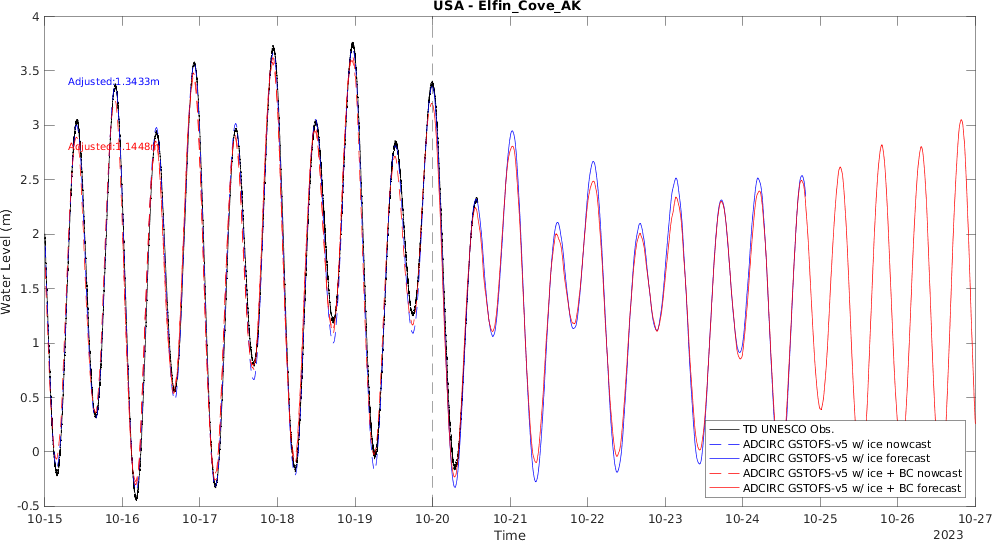 USA - Elfin_Cove_AK
4
3.5
3
2.5
2
1.5
1
0.5
0
-0.5
Water Level (m)
Adjusted:1.3433m
Adjusted:1.1448m
TD UNESCO Obs.
ADCIRC GSTOFS-v5 w/ ice nowcast
ADCIRC GSTOFS-v5 w/ ice forecast
ADCIRC GSTOFS-v5 w/ ice + BC nowcast
ADCIRC GSTOFS-v5 w/ ice + BC forecast
10-15 10-16 10-17 10-18 10-19 10-20 10-21 10-22 10-23 10-24 10-25 10-26 10-27
Time
2023